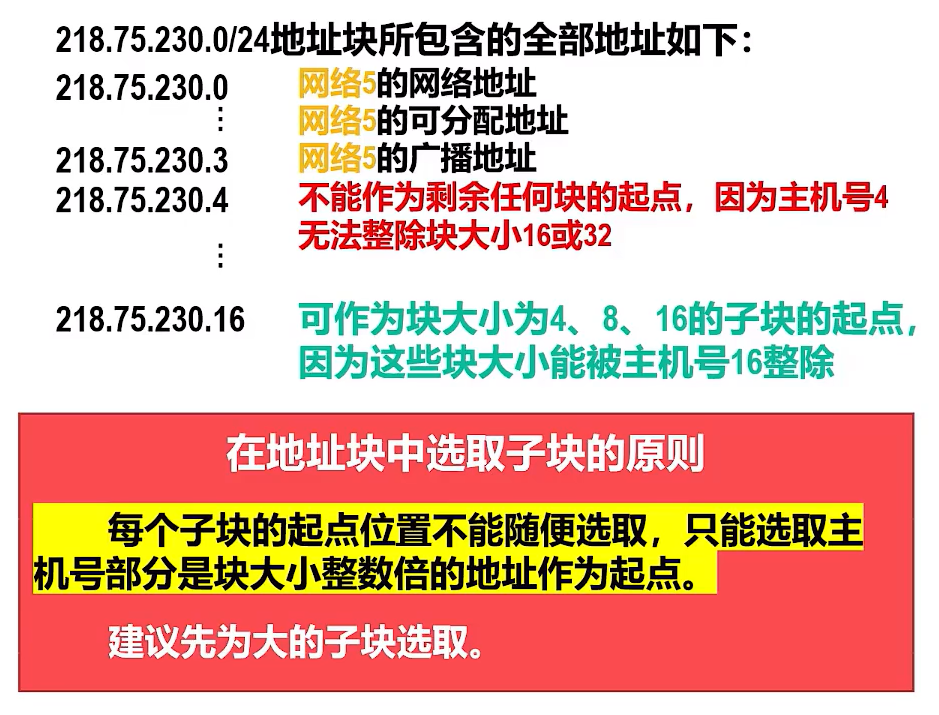 218.75.230.0/24地址块所包含的全部地址如下：
218.75.230.0 网络5的网络地址
⋮ 网络5的可分配地址
218.75.230.3 网络5的广播地址
218.75.230.4 不能作为剩余任何块的起点，因为主机号4
无法整除块大小16或32
⋮
218.75.230.16 可作为块大小为4、8、16的子块的起点，
因为这些块大小能被主机号16整除
在地址块中选取子块的原则
每个子块的起点位置不能随便选取，只能选取主
机号部分是块大小整数倍的地址作为起点。
建议先为大的子块选取。